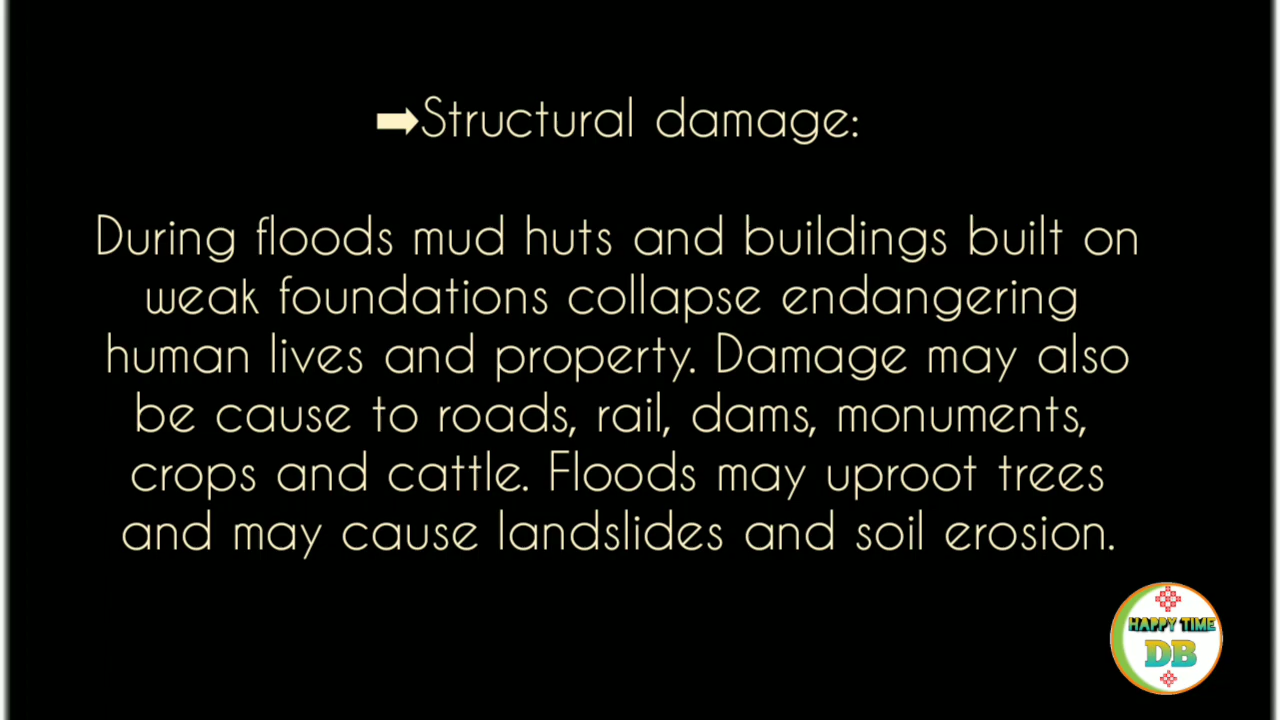 ➡Structural damage:
During floods mud huts and buildings built on
weak foundations collapse endangering
human lives and property. Damage may also
be cause to roads, rail, dams, monuments,
crops and cattle. Floods may uproot trees
and may cause landslides and soil erosion.
HAPPY TIME
DB